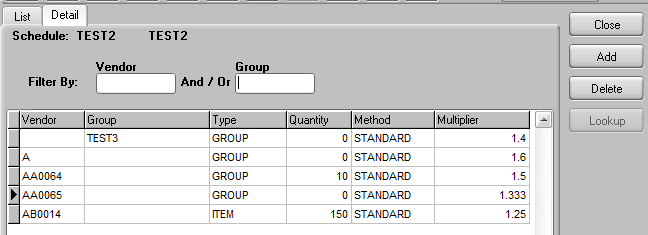 List Detail
Schedule: TEST2 TEST2
Vendor Group
Filter By: And / Or
Vendor Group Type Quantity Method Multiplier
TEST3 GROUP 0 STANDARD 1.4
A GROUP 0 STANDARD 1.6
AA0064 GROUP 10 STANDARD 1.5
AA0065 GROUP 0 STANDARD 1.333
AB0014 ITEM 150 STANDARD 1.25
Close
Add
Delete
Lookup